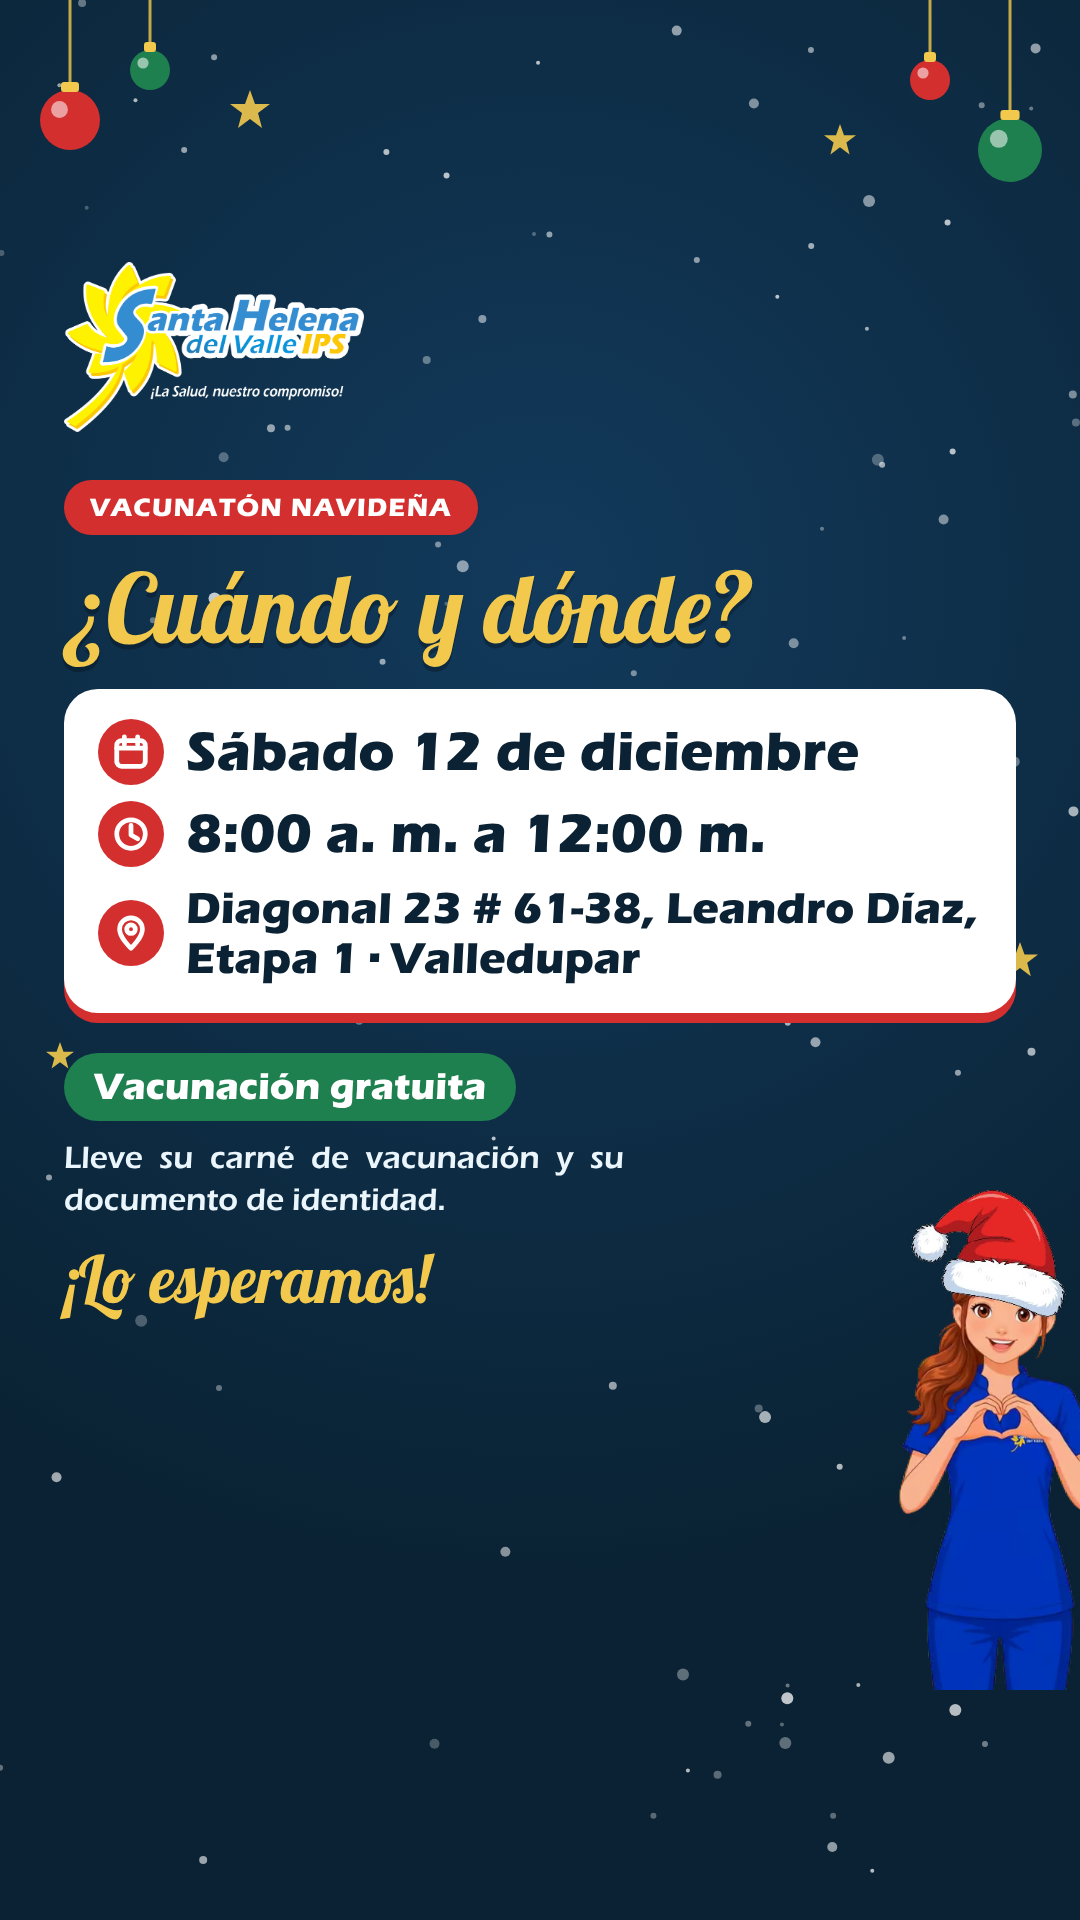 Santa Helena
del Valle IPS
¡La Salud, nuestro compromiso!
VACUNATÓN NAVIDEÑA
¿Cuándo y dónde?
Sábado 12 de diciembre
8:00 a. m. a 12:00 m.
Diagonal 23 # 61-38, Leandro Díaz,
Etapa 1 · Valledupar
Vacunación gratuita
Lleve su carné de vacunación y su
documento de identidad.
¡Lo esperamos!